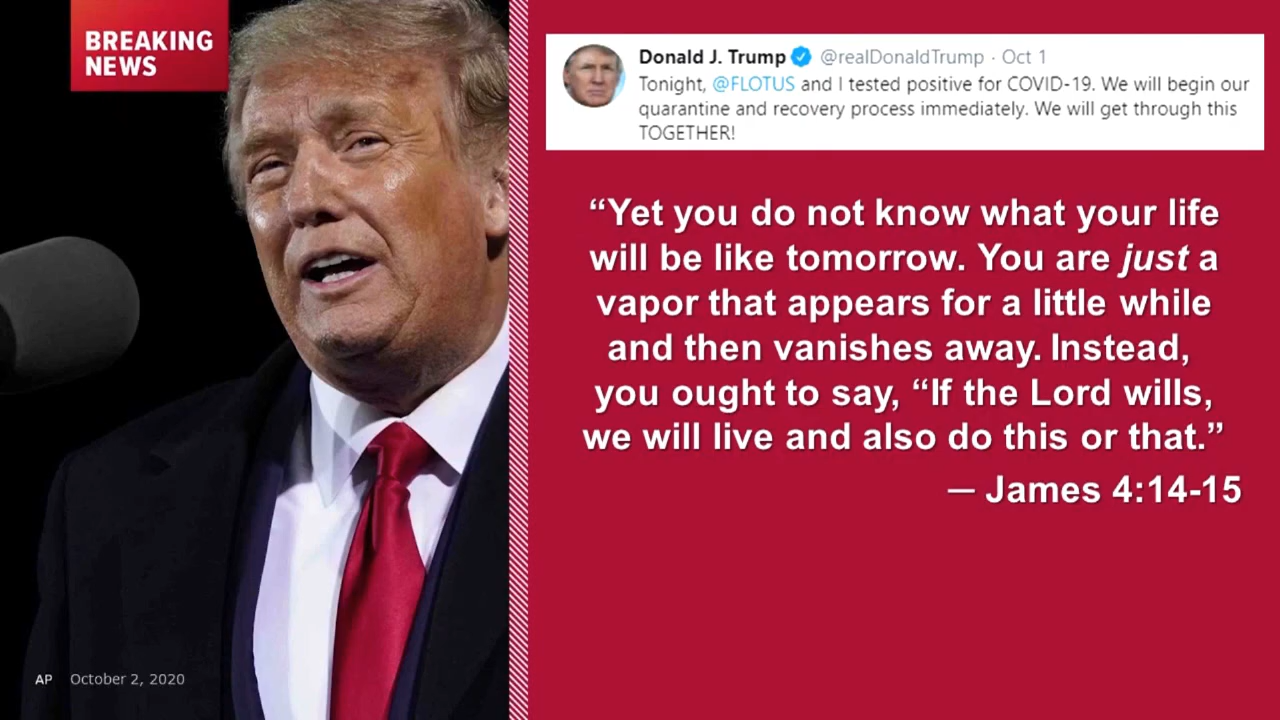 BREAKING
NEWS
Donald J. Trump @realDonaldTrump · Oct 1
Tonight, @FLOTUS and I tested positive for COVID-19. We will begin our
quarantine and recovery process immediately. We will get through this
TOGETHER!
“Yet you do not know what your life
will be like tomorrow. You are just a
vapor that appears for a little while
and then vanishes away. Instead,
you ought to say, “If the Lord wills,
we will live and also do this or that.”
— James 4:14-15
AP October 2, 2020